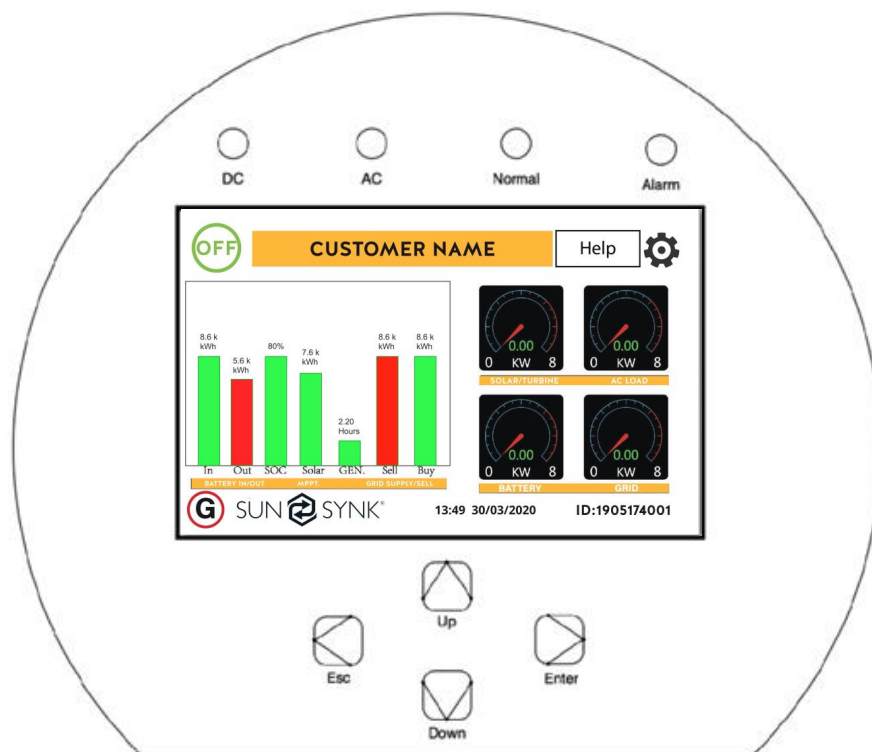 DC AC Normal Alarm
OFF CUSTOMER NAME Help
8.6 k
kWh
5.6 k
kWh
80%
7.6 k
kWh
2.20
Hours
8.6 k
kWh
8.6 k
kWh
In Out SOC Solar GEN. Sell Buy
BATTERY IN/OUT MPPT. GRID SUPPLY/SELL
0.00
0 KW 8
SOLAR/TURBINE
0.00
0 KW 8
AC LOAD
0.00
0 KW 8
BATTERY
0.00
0 KW 8
GRID
G SUN SYNK® 13:49 30/03/2020 ID:1905174001
Up
Esc
Enter
Down